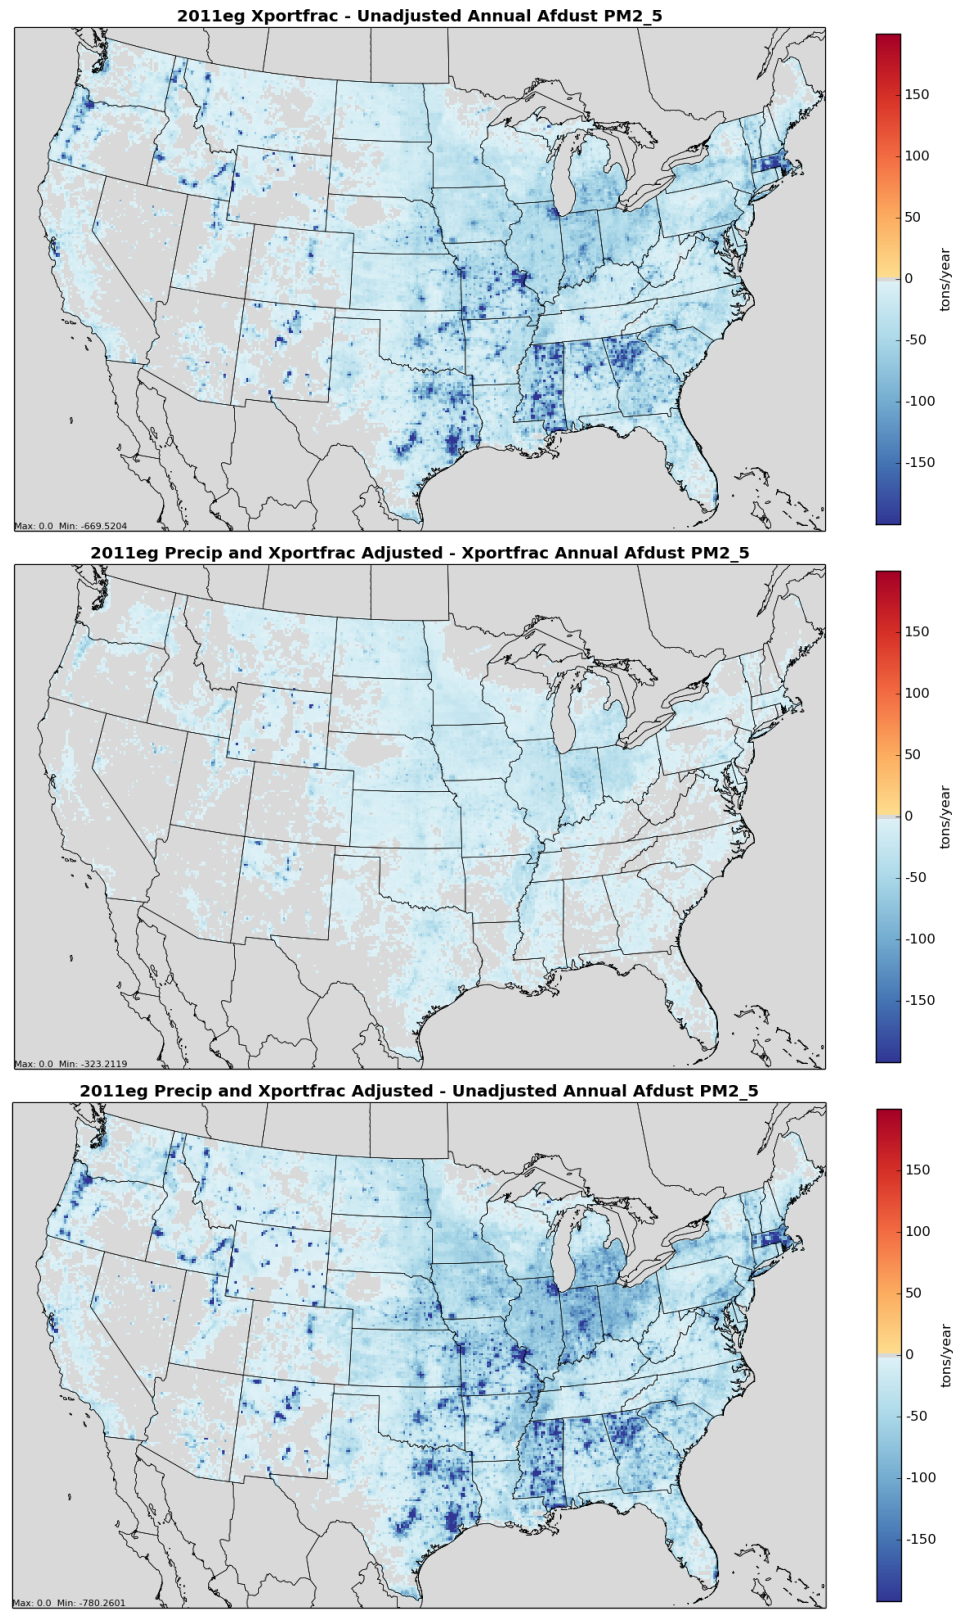 2011eg Xportfrac - Unadjusted Annual Afdust PM2_5
150
100
50
0
-50
-100
-150
tons/year
Max: 0.0 Min: -669.5204
2011eg Precip and Xportfrac Adjusted - Xportfrac Annual Afdust PM2_5
150
100
50
0
-50
-100
-150
tons/year
Max: 0.0 Min: -323.2119
2011eg Precip and Xportfrac Adjusted - Unadjusted Annual Afdust PM2_5
150
100
50
0
-50
-100
-150
tons/year
Max: 0.0 Min: -780.2601